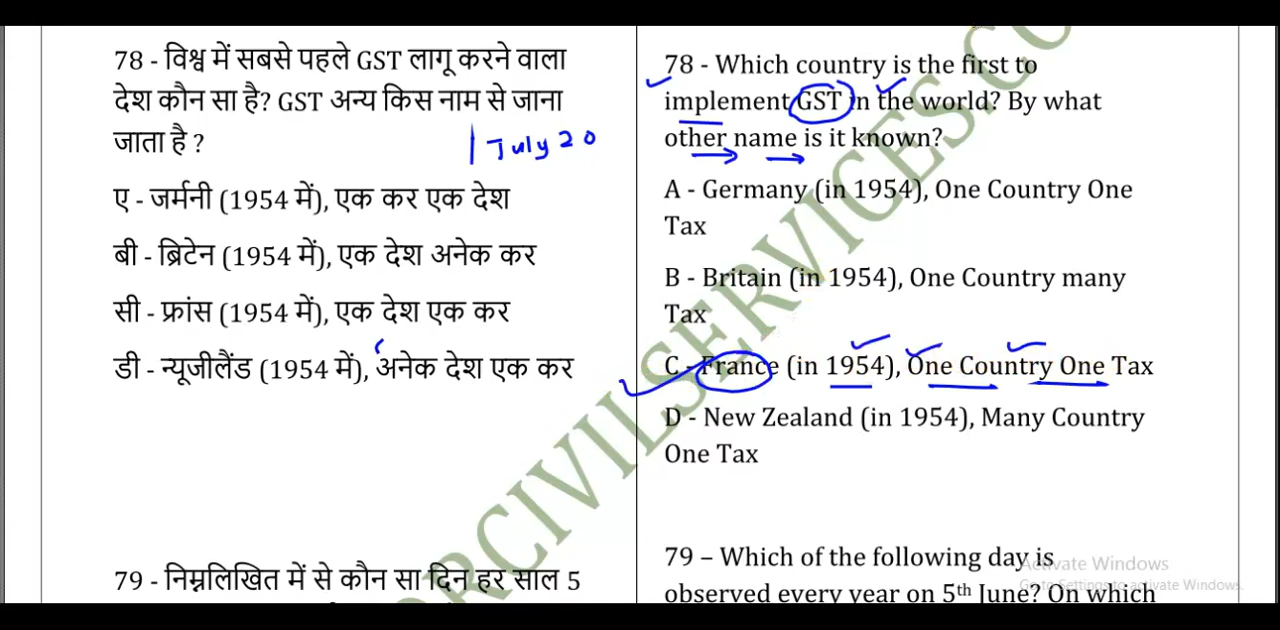 78 - विश्व में सबसे पहले GST लागू करने वाला
देश कौन सा है? GST अन्य किस नाम से जाना
जाता है ?
1 July 20
ए - जर्मनी (1954 में), एक कर एक देश
बी - ब्रिटेन (1954 में), एक देश अनेक कर
सी - फ्रांस (1954 में), एक देश एक कर
डी - न्यूजीलैंड (1954 में), अनेक देश एक कर
79 - निम्नलिखित में से कौन सा दिन हर साल 5
78 - Which country is the first to
implement GST in the world? By what
other name is it known?
A - Germany (in 1954), One Country One
Tax
B - Britain (in 1954), One Country many
Tax
C - France (in 1954), One Country One Tax
D - New Zealand (in 1954), Many Country
One Tax
79 – Which of the following day is
observed every year on 5th June? On which
Activate Windows
Go to Settings to activate Windows.
ORCIVILSERVICES.CO